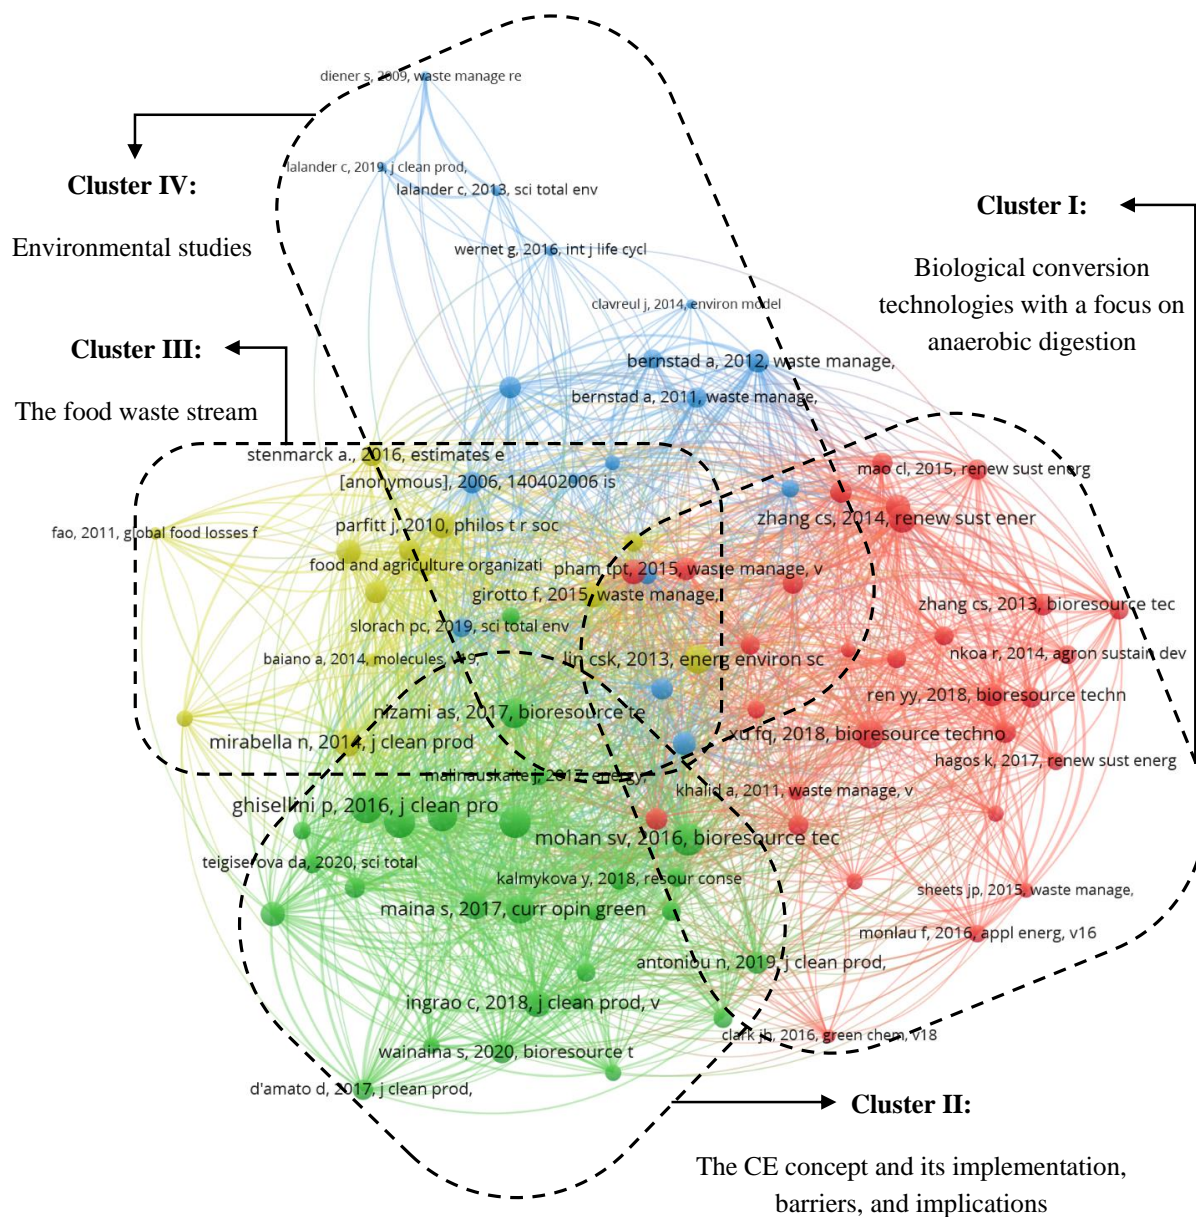 diener s, 2009, waste manage re
lalander c, 2019, j clean prod,
lalander c, 2013, sci total env
Cluster IV:
Environmental studies
wernet g, 2016, int j life cycl
clavreul j, 2014, environ model
Cluster I:
Biological conversion
technologies with a focus on
anaerobic digestion
Cluster III:
The food waste stream
bernstad a, 2012, waste manage,
bernstad a, 2011, waste manage,
stenmarck a., 2016, estimates e
[anonymous], 2006, 140402006 is
mao cl, 2015, renew sust energ
zhang cs, 2014, renew sust ener
fao, 2011, global food losses f
parfitt j, 2010, philos t r soc
food and agriculture organizati
pham tpt, 2015, waste manage, v
girotto f, 2015, waste manage,
zhang cs, 2013, bioresource tec
slorach pc, 2019, sci total env
baiano a, 2014, molecules, v19,
lin csk, 2013, energ environ sc
nkoa r, 2014, agron sustain dev
ren yy, 2018, bioresource techn
nizami as, 2017, bioresource te
mirabella n, 2014, j clean prod
xu fq, 2018, bioresource techno
hagos k, 2017, renew sust energ
malinauskaite j, 2017, energy,
khalid a, 2011, waste manage, v
ghisellini p, 2016, j clean pro
mohan sv, 2016, bioresource tec
teigiserova da, 2020, sci total
kalmykova y, 2018, resour conse
sheets jp, 2015, waste manage,
maina s, 2017, curr opin green
monlau f, 2016, appl energ, v16
antoniou n, 2019, j clean prod,
ingrao c, 2018, j clean prod, v
clark jh, 2016, green chem, v18
wainaina s, 2020, bioresource t
d'amato d, 2017, j clean prod,
Cluster II:
The CE concept and its implementation,
barriers, and implications